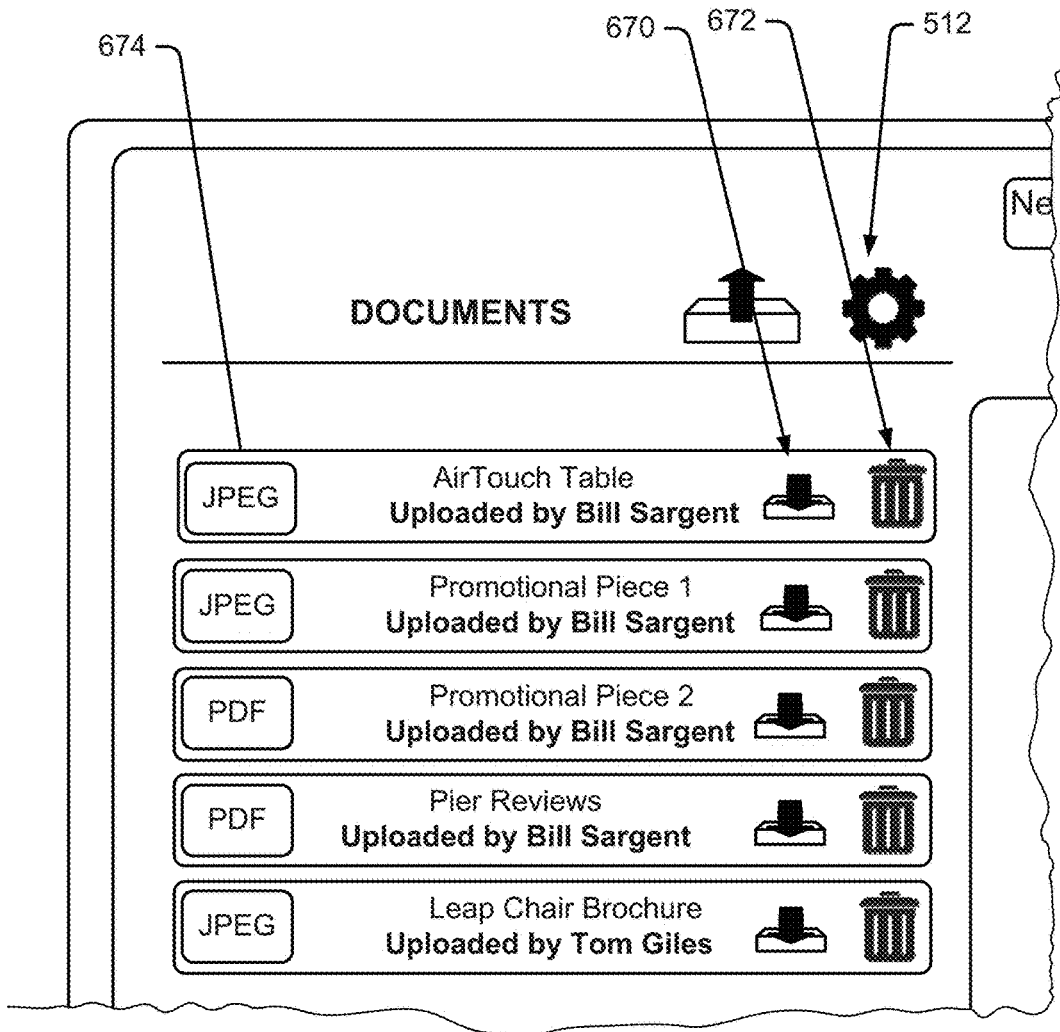 674
670
672
512
Ne
DOCUMENTS
JPEG
AirTouch Table
Uploaded by Bill Sargent
JPEG
Promotional Piece 1
Uploaded by Bill Sargent
PDF
Promotional Piece 2
Uploaded by Bill Sargent
PDF
Pier Reviews
Uploaded by Bill Sargent
JPEG
Leap Chair Brochure
Uploaded by Tom Giles